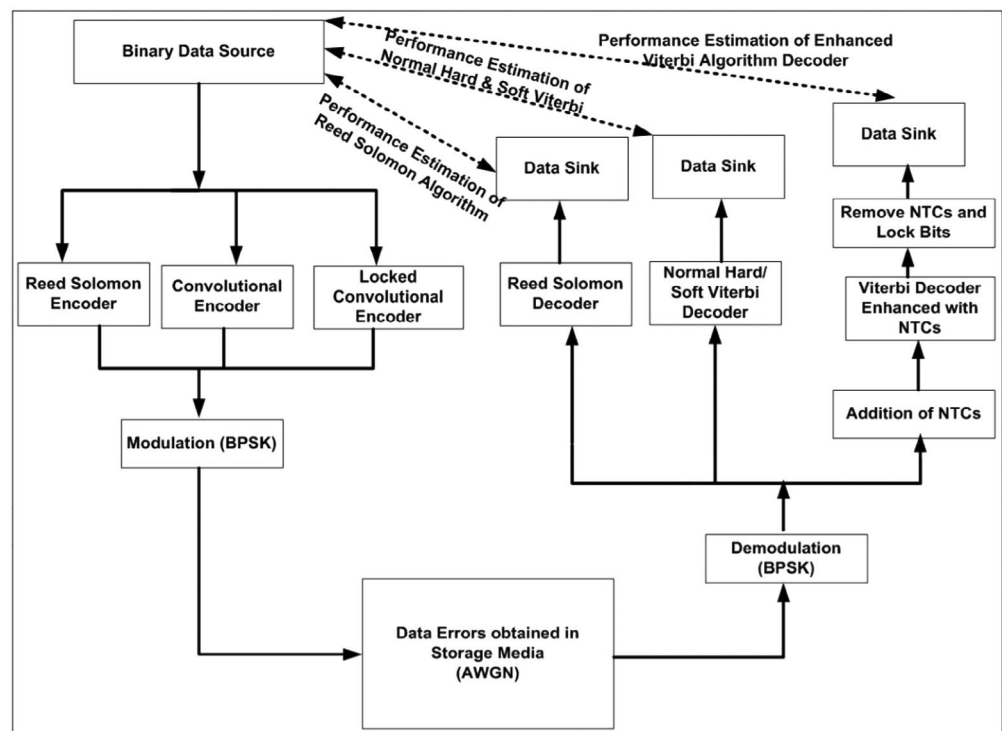 Binary Data Source
Performance Estimation of
Normal Hard & Soft Viterbi
Performance Estimation of Enhanced
Viterbi Algorithm Decoder
Performance Estimation of
Reed Solomon Algorithm
Data Sink
Data Sink
Data Sink
Remove NTCs and
Lock Bits
Reed Solomon
Encoder
Convolutional
Encoder
Locked
Convolutional
Encoder
Reed Solomon
Decoder
Normal Hard/
Soft Viterbi
Decoder
Viterbi Decoder
Enhanced with
NTCs
Addition of NTCs
Modulation (BPSK)
Demodulation
(BPSK)
Data Errors obtained in
Storage Media
(AWGN)